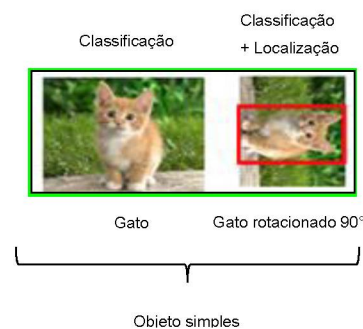 Classificação
Classificação
+ Localização
Gato
Gato rotacionado 90°
Objeto simples